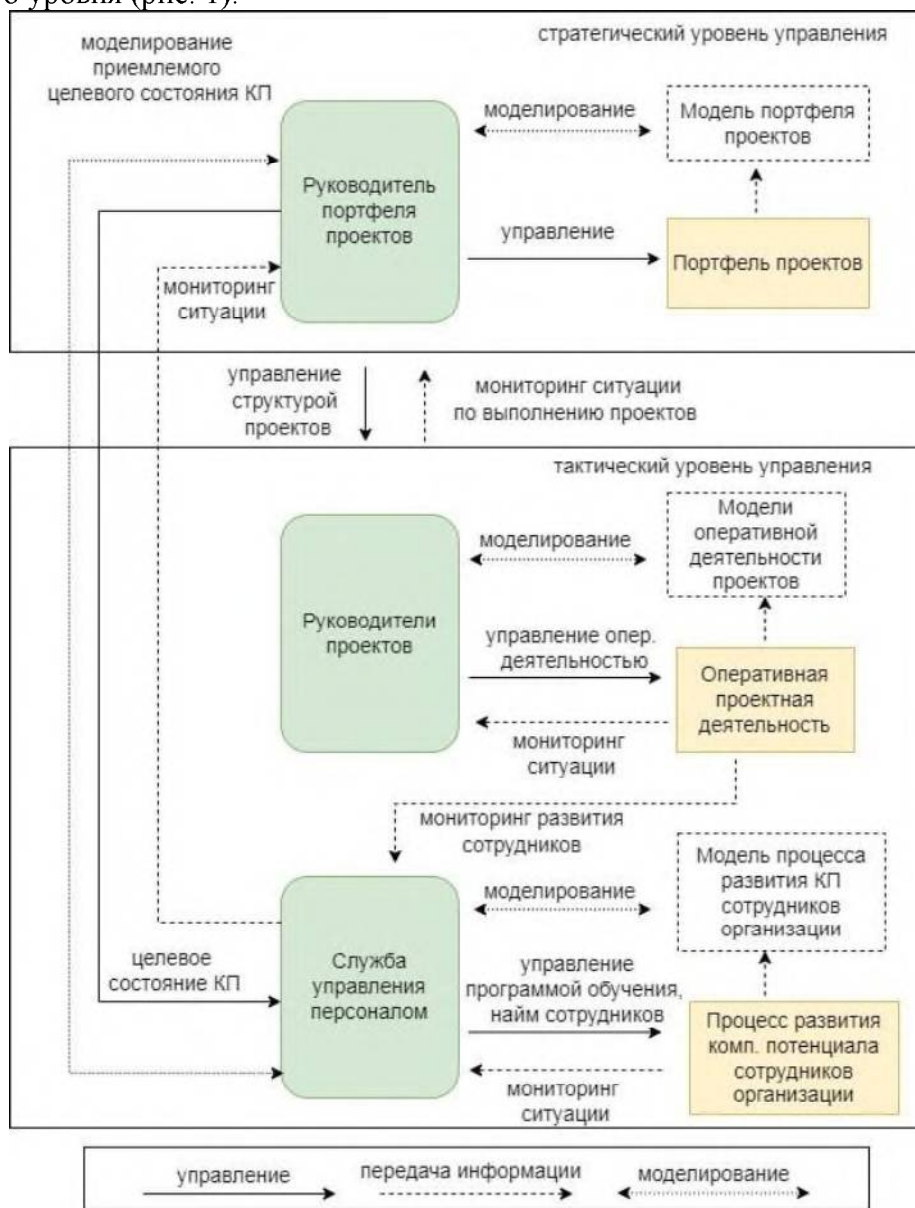 о уровня (рис. 1).
моделирование
приемлемого
целевого состояния КП
стратегический уровень управления
моделирование
Модель портфеля
проектов
Руководитель
портфеля
проектов
управление
Портфель проектов
мониторинг
ситуации
управление
структурой
проектов
мониторинг ситуации
по выполнению проектов
тактический уровень управления
моделирование
Модели
оперативной
деятельности
проектов
Руководители
проектов
управление опер.
деятельностью
Оперативная
проектная
деятельность
мониторинг
ситуации
мониторинг развития
сотрудников
моделирование
Модель процесса
развития КП
сотрудников
организации
целевое
состояние КП
Служба
управления
персоналом
управление
программой обучения,
найм сотрудников
Процесс развития
комп. потенциала
сотрудников
организации
мониторинг
ситуации
управление
передача информации
моделирование